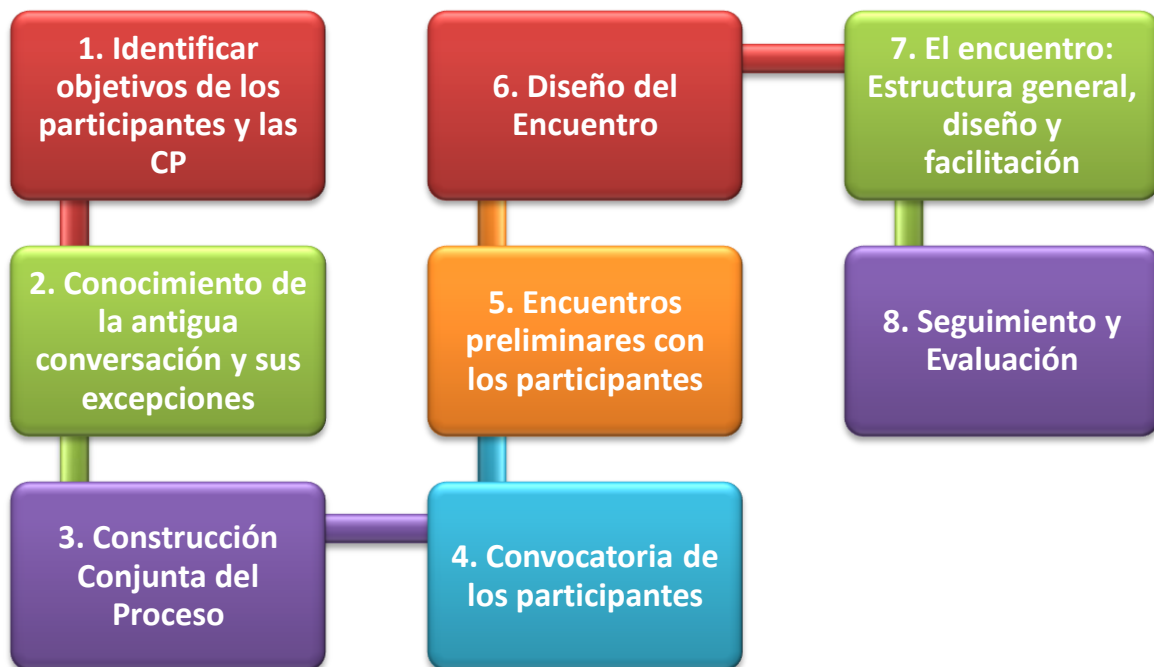 1. Identificar
objetivos de los
participantes y las
CP
2. Conocimiento de
la antigua
conversación y sus
excepciones
3. Construcción
Conjunta del
Proceso
4. Convocatoria de
los participantes
5. Encuentros
preliminares con
los participantes
6. Diseño del
Encuentro
7. El encuentro:
Estructura general,
diseño y
facilitación
8. Seguimiento y
Evaluación